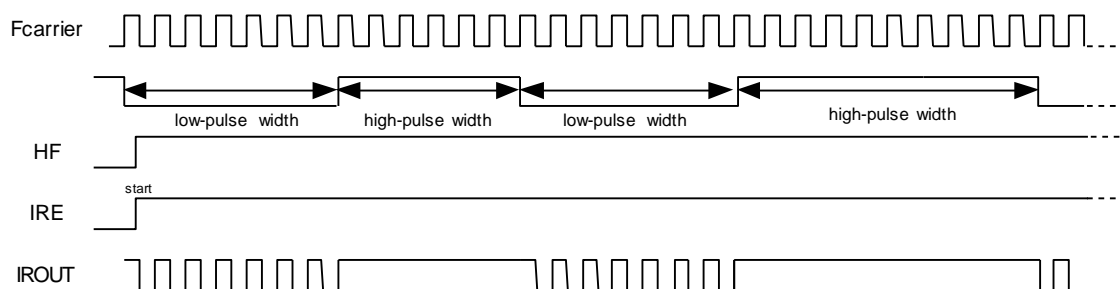 Fcarrier
low-pulse width
high-pulse width
low-pulse width
high-pulse width
HF
start
IRE
IROUT